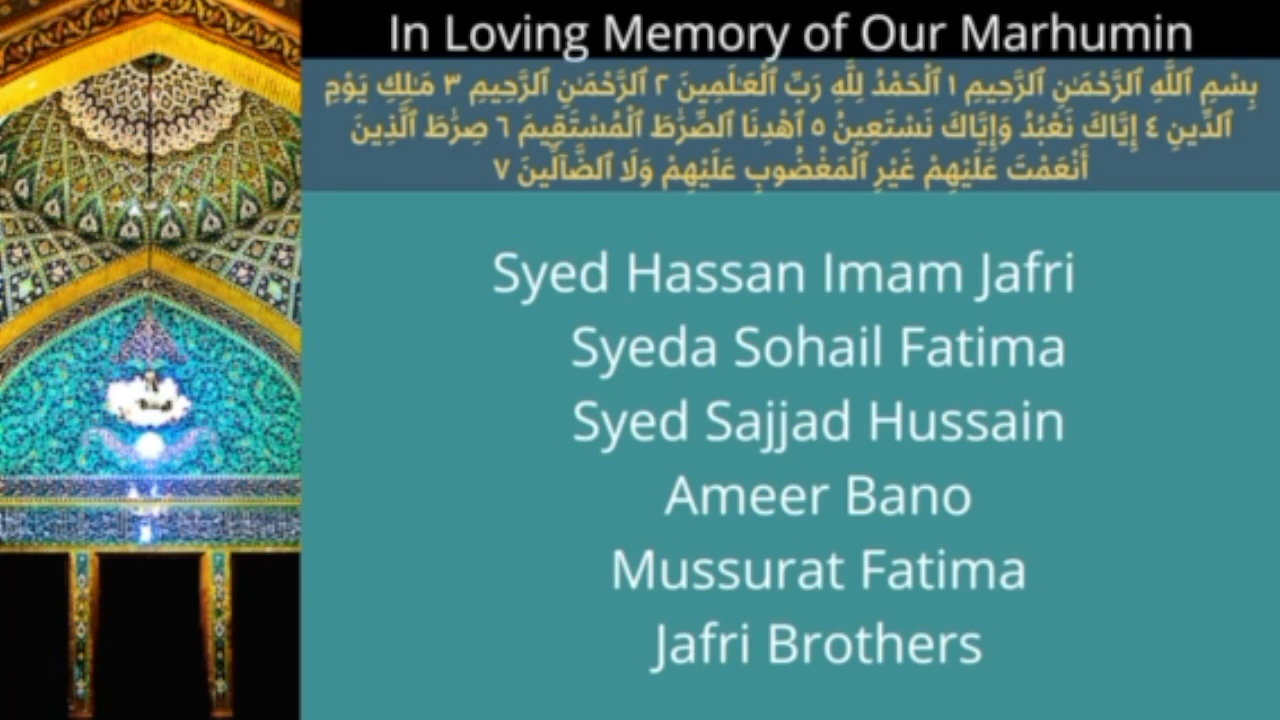 In Loving Memory of Our Marhumin
بِسْمِ ٱللَّهِ ٱلرَّحْمَـٰنِ ٱلرَّحِيمِ ١ ٱلْحَمْدُ لِلَّهِ رَبِّ ٱلْعَـٰلَمِينَ ٢ ٱلرَّحْمَـٰنِ ٱلرَّحِيمِ ٣ مَـٰلِكِ يَوْمِ
ٱلدِّينِ ٤ إِيَّاكَ نَعْبُدُ وَإِيَّاكَ نَسْتَعِينُ ٥ ٱهْدِنَا ٱلصِّرَٰطَ ٱلْمُسْتَقِيمَ ٦ صِرَٰطَ ٱلَّذِينَ
أَنْعَمْتَ عَلَيْهِمْ غَيْرِ ٱلْمَغْضُوبِ عَلَيْهِمْ وَلَا ٱلضَّآلِّينَ ٧
Syed Hassan Imam Jafri
Syeda Sohail Fatima
Syed Sajjad Hussain
Ameer Bano
Mussurat Fatima
Jafri Brothers